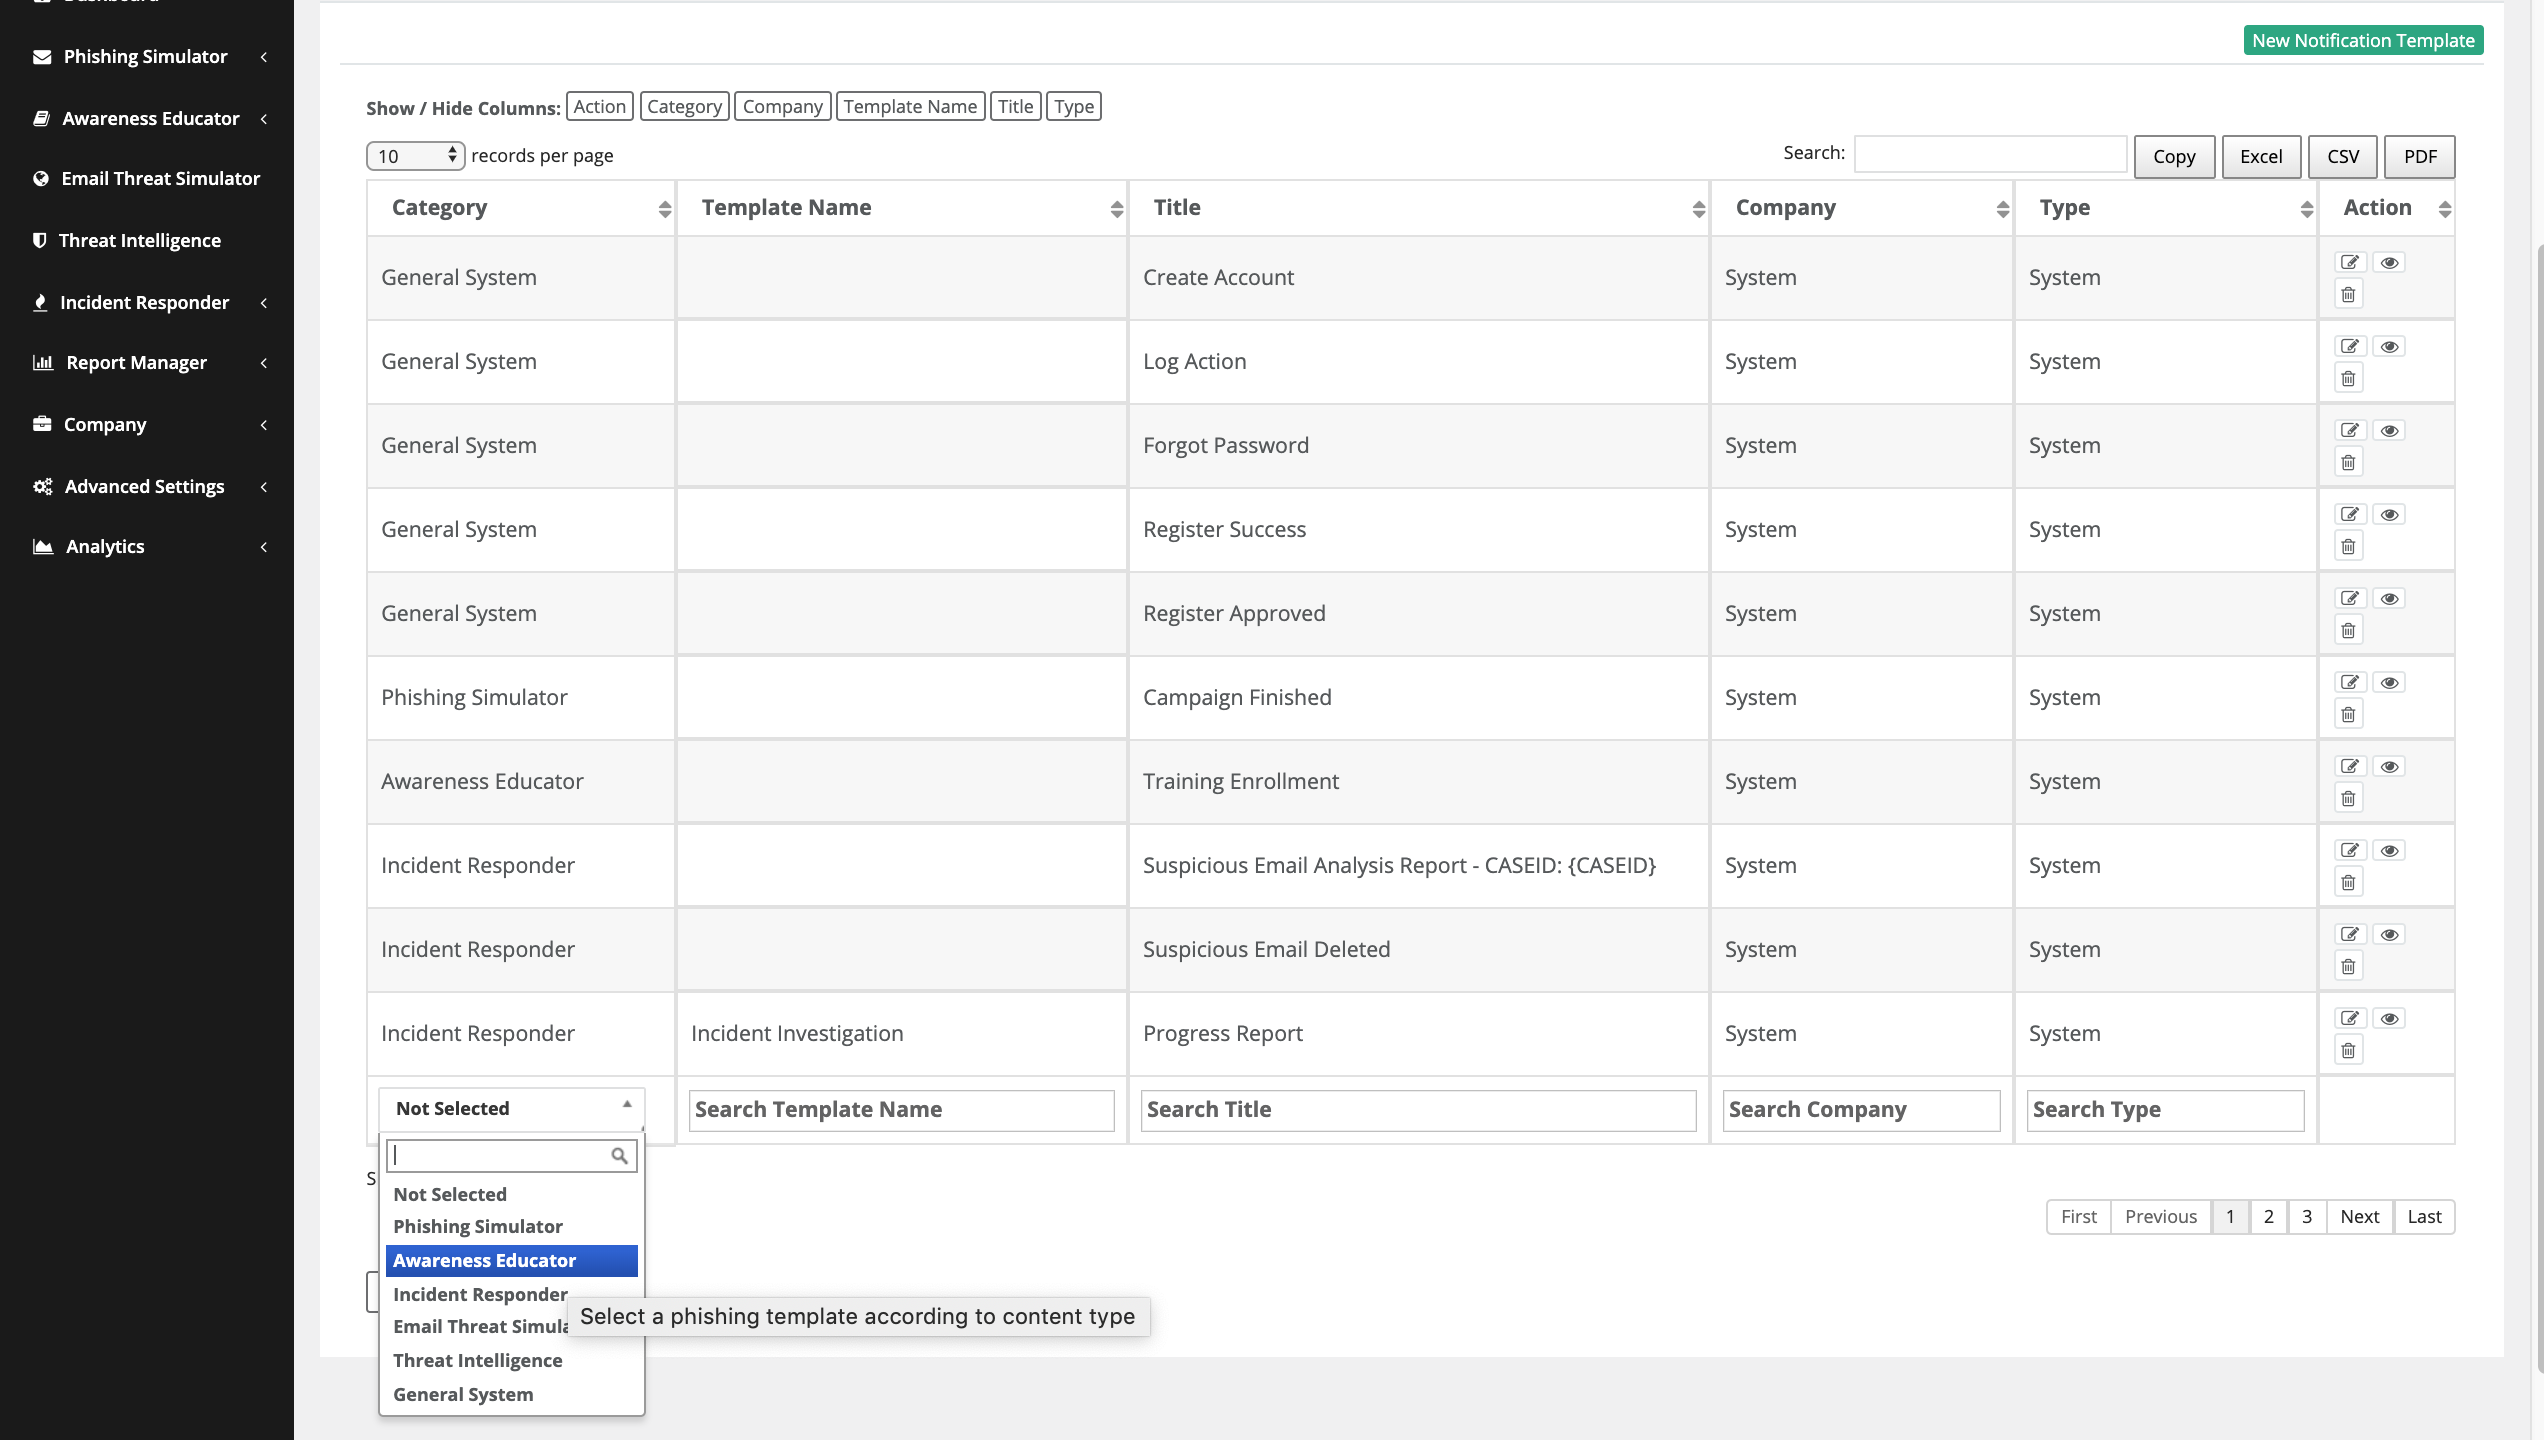 Dashboard
Phishing Simulator
Awareness Educator
Email Threat Simulator
Threat Intelligence
Incident Responder
Report Manager
Company
Advanced Settings
Analytics
New Notification Template
Show / Hide Columns: Action Category Company Template Name Title Type
10 records per page
Search: Copy Excel CSV PDF
Category Template Name Title Company Type Action
General System Create Account System System
General System Log Action System System
General System Forgot Password System System
General System Register Success System System
General System Register Approved System System
Phishing Simulator Campaign Finished System System
Awareness Educator Training Enrollment System System
Incident Responder Suspicious Email Analysis Report - CASEID: {CASEID} System System
Incident Responder Suspicious Email Deleted System System
Incident Responder Incident Investigation Progress Report System System
Not Selected Search Template Name Search Title Search Company Search Type
S
Not Selected
Phishing Simulator
Awareness Educator
Incident Responder
Email Threat Simula
Threat Intelligence
General System
Select a phishing template according to content type
First Previous 1 2 3 Next Last